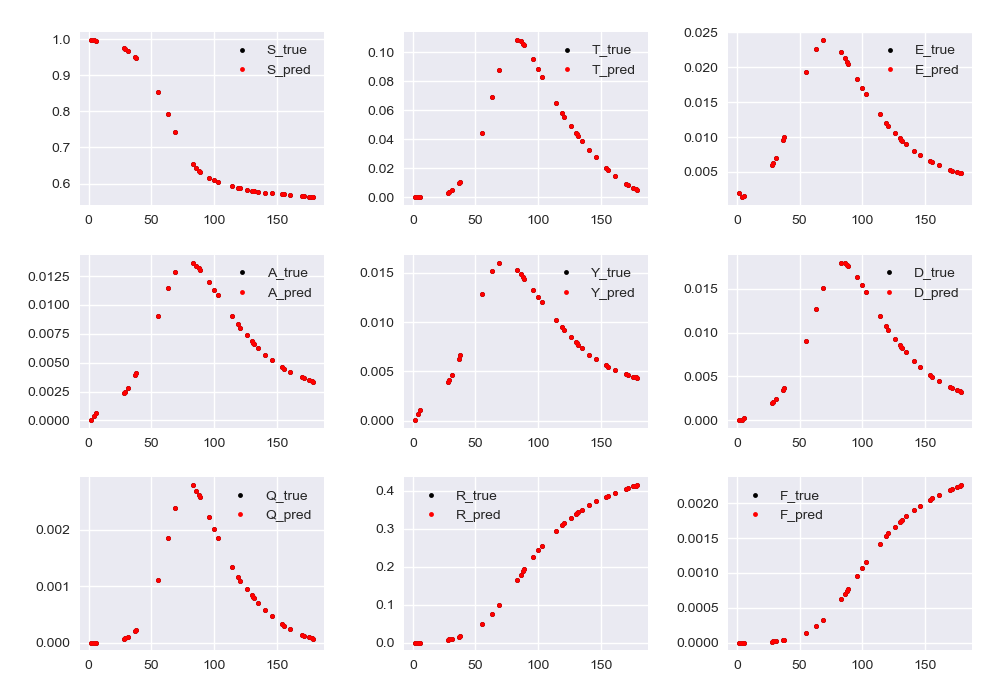 1.0
0.9
0.8
0.7
0.6
S_true
S_pred
0 50 100 150
0.10
0.08
0.06
0.04
0.02
0.00
T_true
T_pred
0 50 100 150
0.025
0.020
0.015
0.010
0.005
E_true
E_pred
0 50 100 150
0.0125
0.0100
0.0075
0.0050
0.0025
0.0000
A_true
A_pred
0 50 100 150
0.015
0.010
0.005
0.000
Y_true
Y_pred
0 50 100 150
0.015
0.010
0.005
0.000
D_true
D_pred
0 50 100 150
0.002
0.001
0.000
Q_true
Q_pred
0 50 100 150
0.4
0.3
0.2
0.1
0.0
R_true
R_pred
0 50 100 150
0.0020
0.0015
0.0010
0.0005
0.0000
F_true
F_pred
0 50 100 150